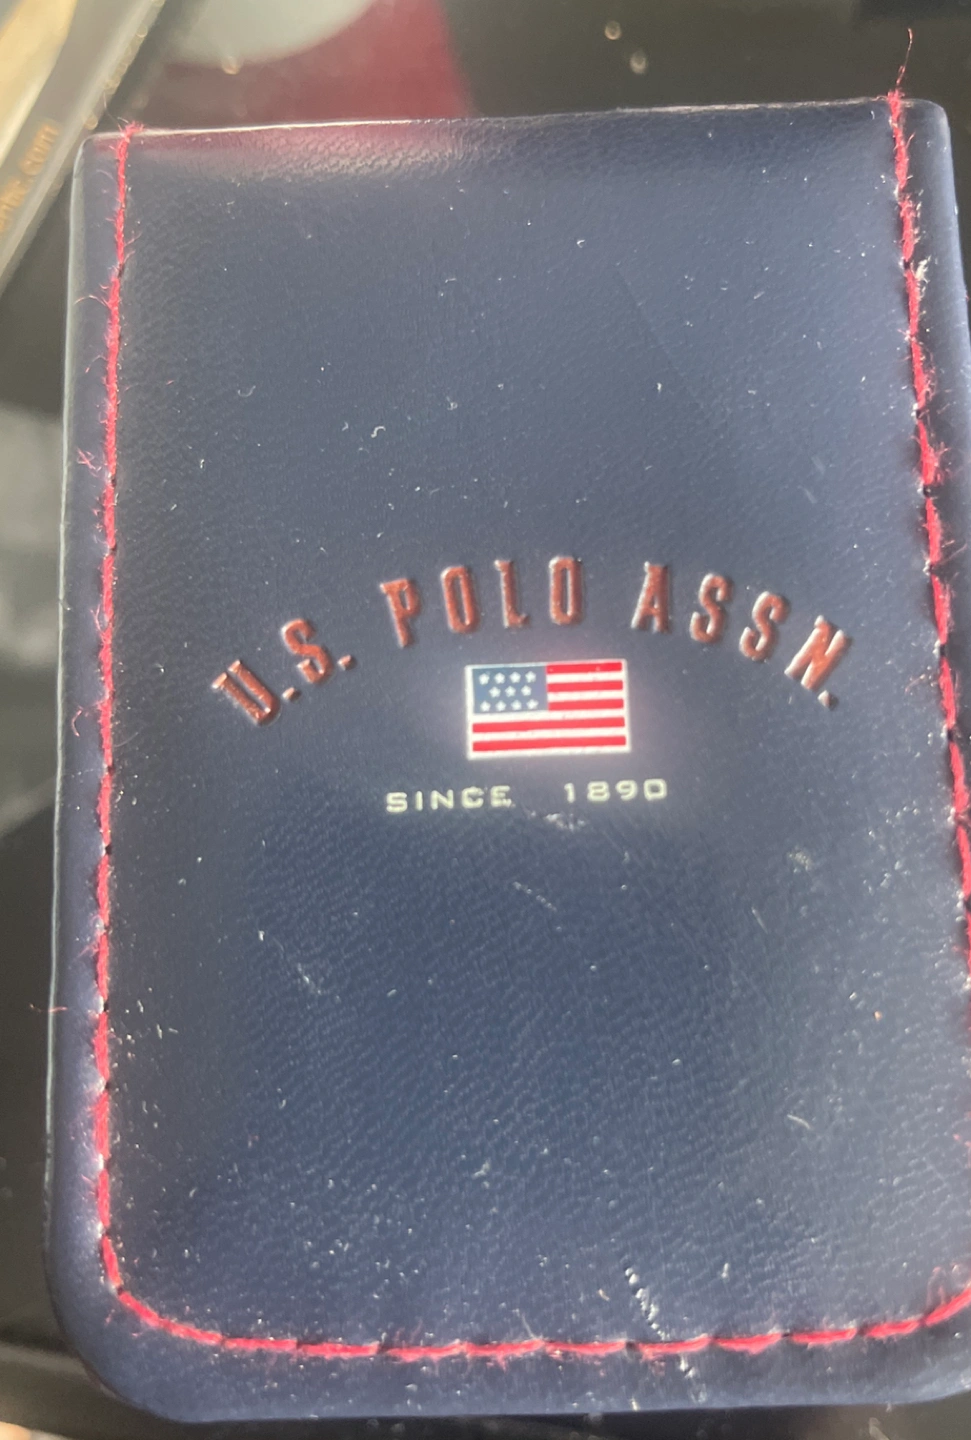 U.S. POLO ASSN.
SINCE 1890